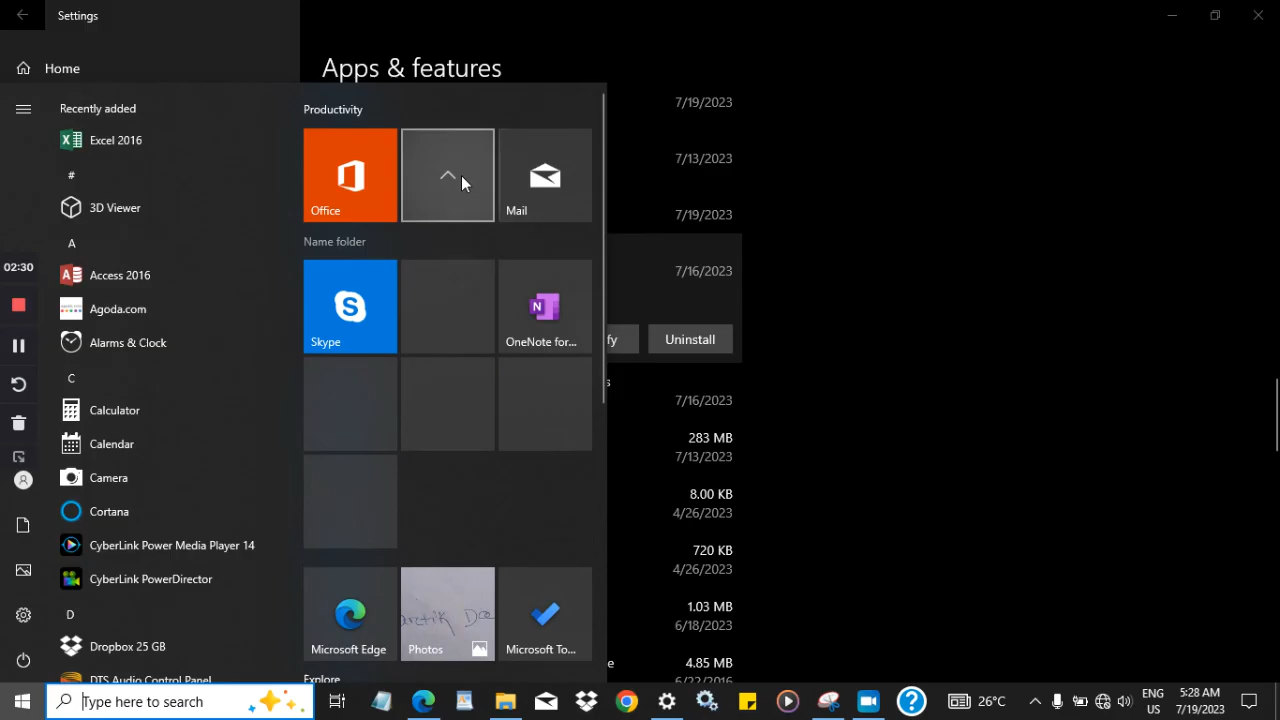 Settings
Home
Apps & features
Recently added
Excel 2016
#
3D Viewer
A
Access 2016
Agoda.com
Alarms & Clock
C
Calculator
Calendar
Camera
Cortana
CyberLink Power Media Player 14
CyberLink PowerDirector
D
Dropbox 25 GB
DTS Audio Control Panel
02:30
Productivity
Office
Mail
Name folder
Skype
OneNote for...
Microsoft Edge
Photos
Microsoft To...
Explore
7/19/2023
7/13/2023
7/19/2023
7/16/2023
fy
Uninstall
s
7/16/2023
283 MB
7/13/2023
8.00 KB
4/26/2023
720 KB
4/26/2023
1.03 MB
6/18/2023
e
4.85 MB
6/22/2016
Type here to search
26°C
ENG
US
5:28 AM
7/19/2023